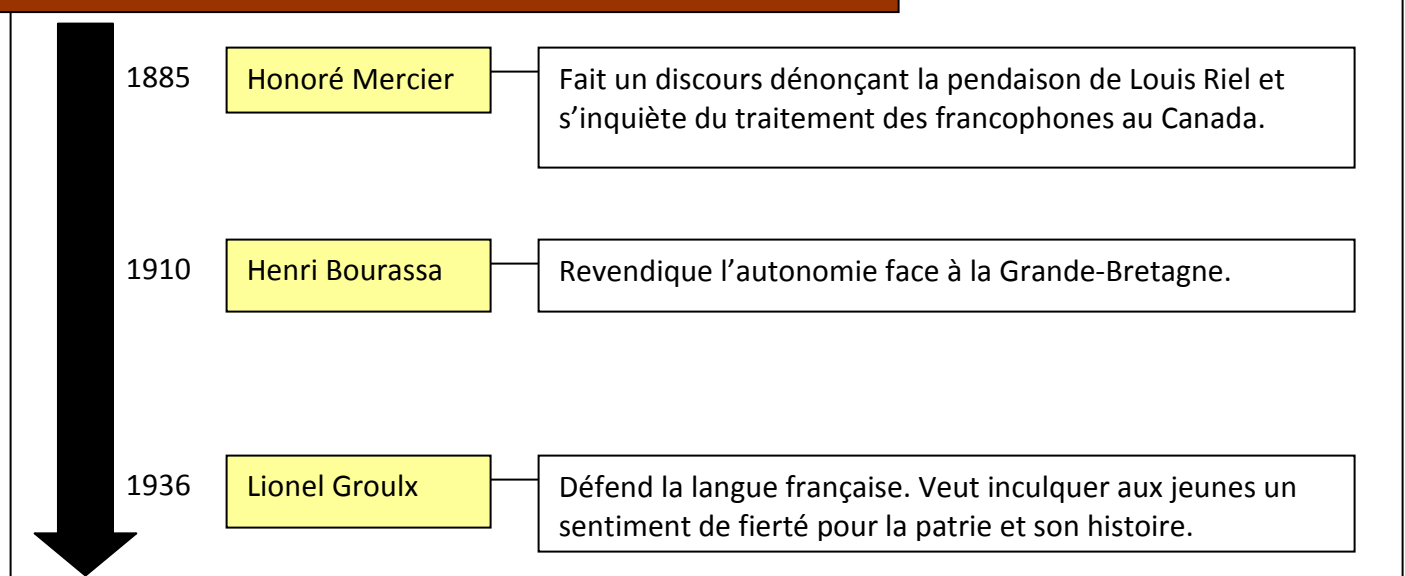 1885
Honoré Mercier
Fait un discours dénonçant la pendaison de Louis Riel et
s'inquiète du traitement des francophones au Canada.
1910
Henri Bourassa
Revendique l'autonomie face à la Grande-Bretagne.
1936
Lionel Groulx
Défend la langue française. Veut inculquer aux jeunes un
sentiment de fierté pour la patrie et son histoire.